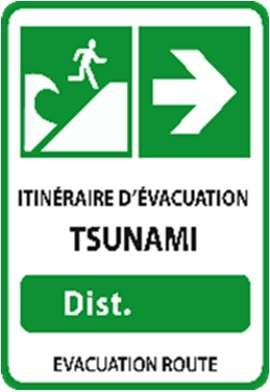 ITINÉRAIRE D'ÉVACUATION
TSUNAMI
Dist.
EVACUATION ROUTE